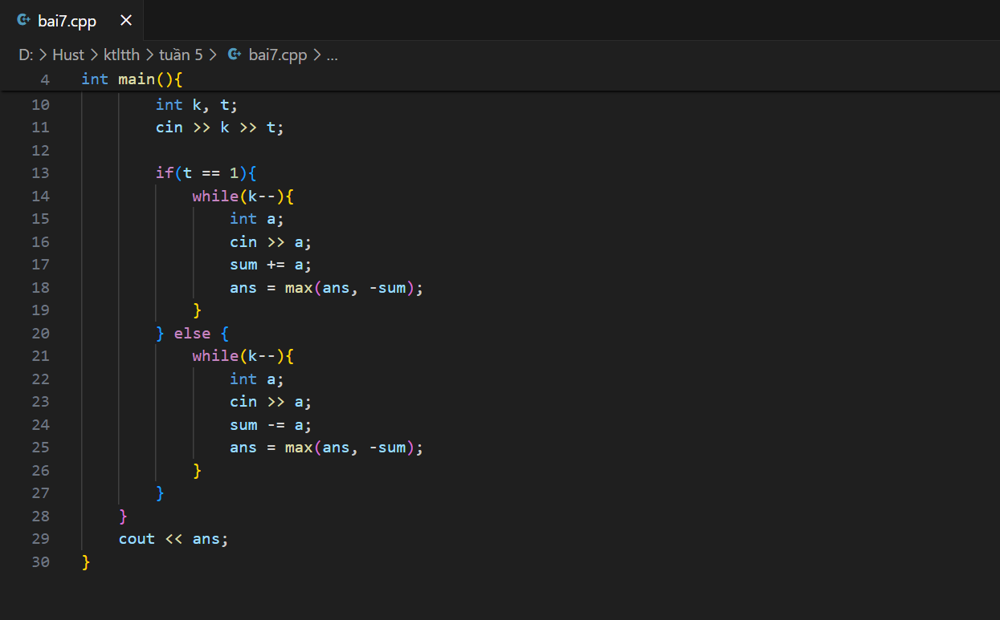 bai7.cpp
D: > Hust > ktltth > tuần 5 > bai7.cpp > ...
4 int main(){
10 int k, t;
11 cin >> k >> t;
12
13 if(t == 1){
14 while(k--){
15 int a;
16 cin >> a;
17 sum += a;
18 ans = max(ans, -sum);
19 }
20 } else {
21 while(k--){
22 int a;
23 cin >> a;
24 sum -= a;
25 ans = max(ans, -sum);
26 }
27 }
28 }
29 cout << ans;
30 }